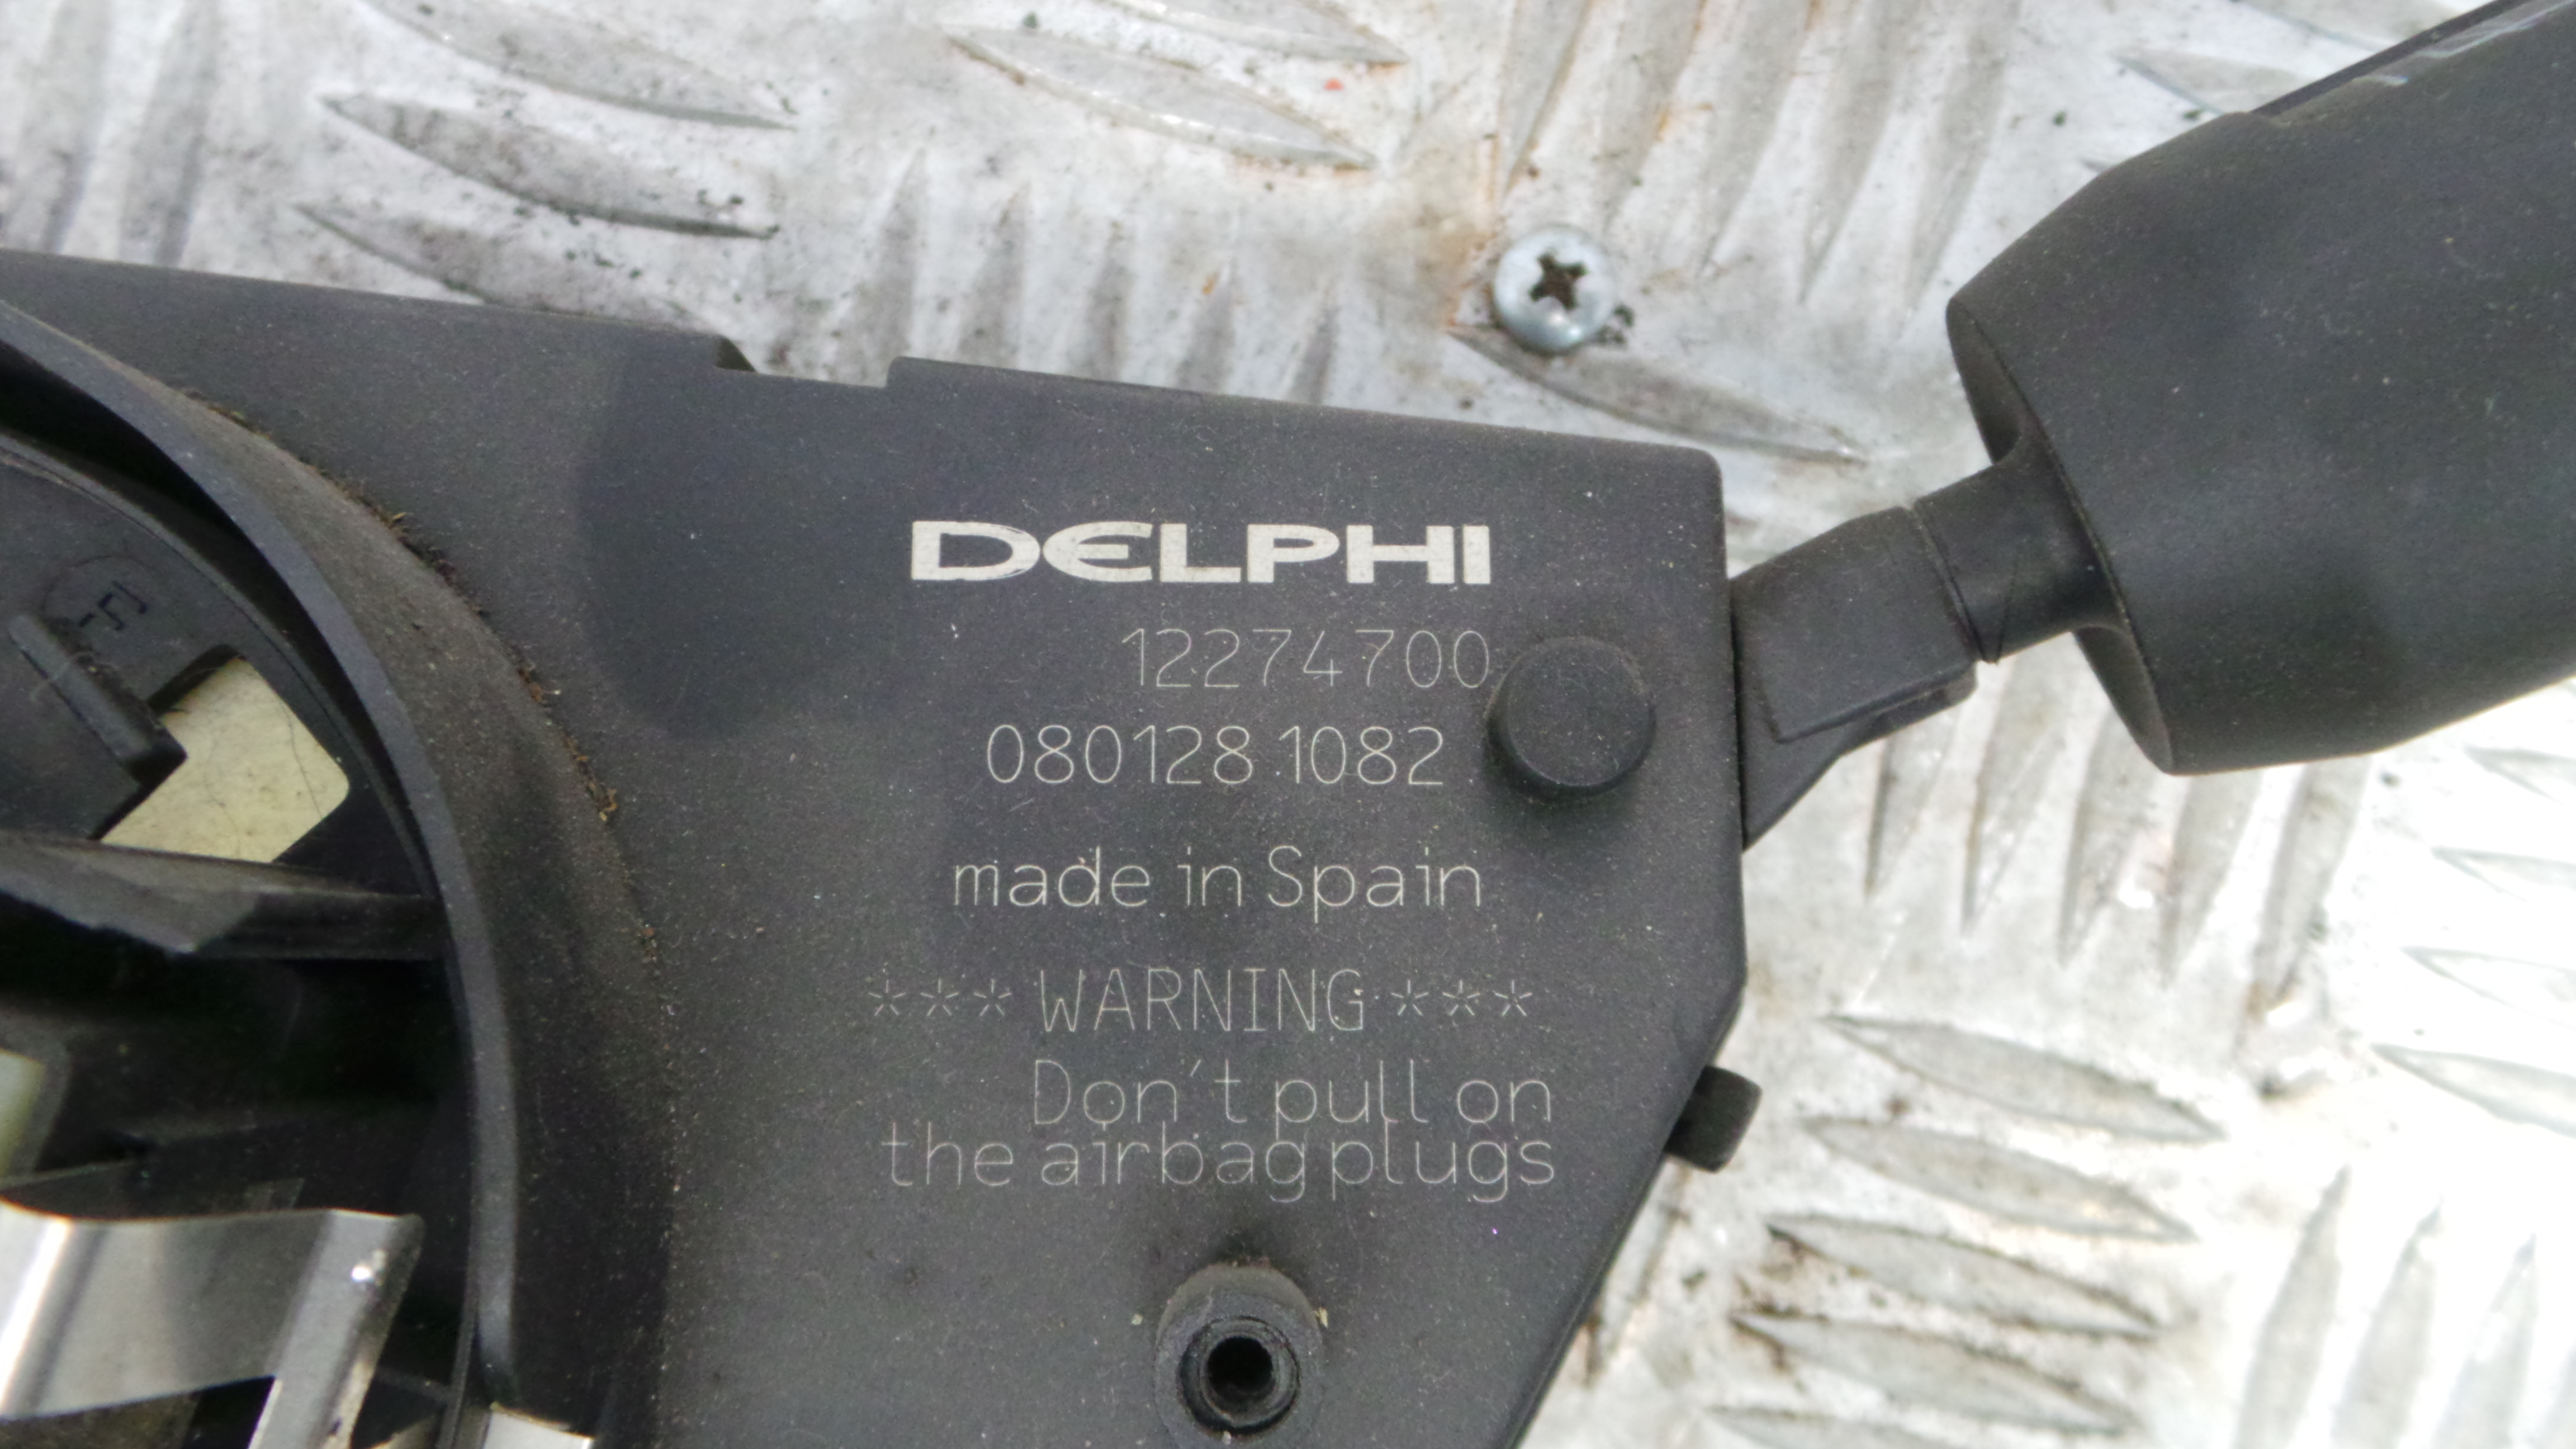 DELPHI
12274700
080128 1082
made in Spain
*** WARNING ***
Don't pull on
the airbag plugs